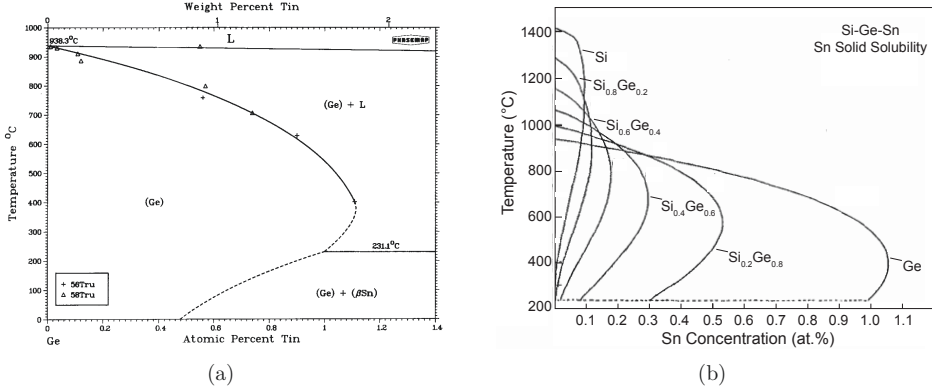 Weight Percent Tin
0 1 2
1000
938.3°C
L
900
800
(Ge) + L
700
600
Temperature °C
500
(Ge)
400
300
231.1°C
200
+ 56Tru
△ 58Tru
(Ge) + (βSn)
100
0
0 0.2 0.4 0.6 0.8 1 1.2 1.4
Ge
Atomic Percent Tin
(a)
Si-Ge-Sn
Sn Solid Solubility
1400
Si
1200
Si0.8Ge0.2
Si0.6Ge0.4
1000
Temperature (°C)
800
Si0.4Ge0.6
600
Si0.2Ge0.8
400
Ge
200
0.1 0.2 0.3 0.4 0.5 0.6 0.7 0.8 0.9 1.0 1.1
Sn Concentration (at.%)
(b)